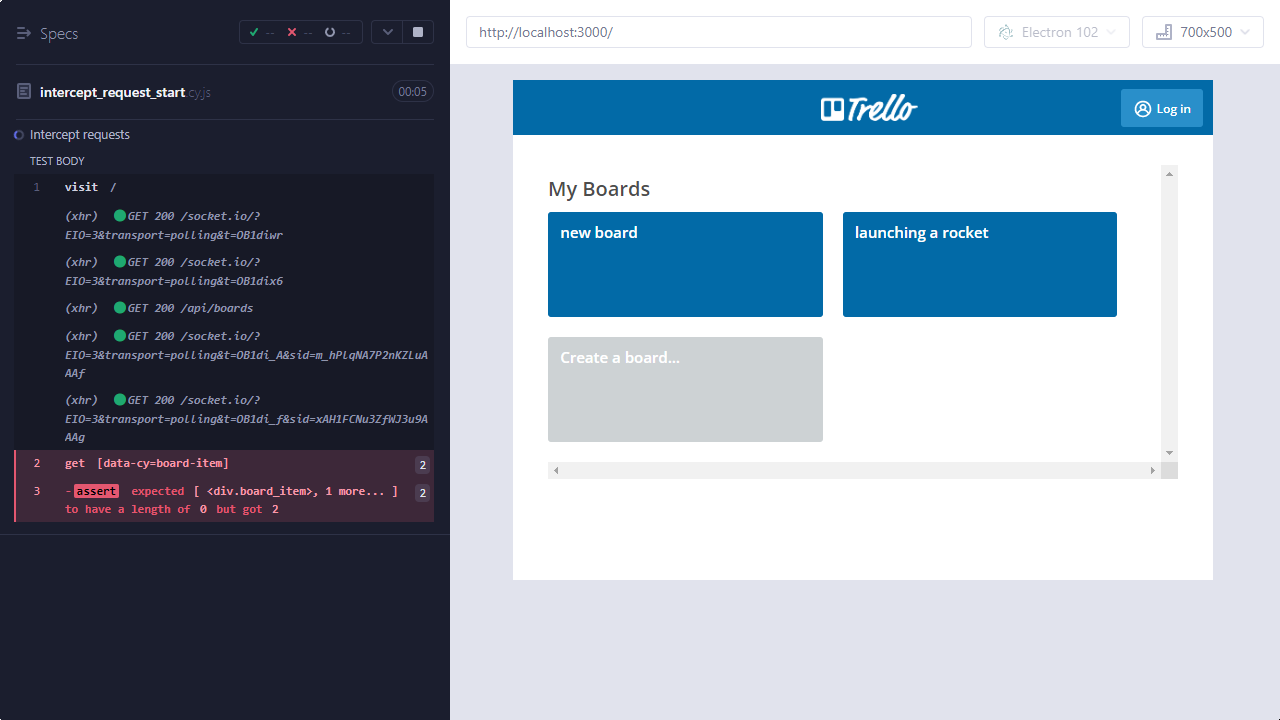 Specs
-- -- --
intercept_request_start.cy.js 00:05
Intercept requests
TEST BODY
1 visit /
(xhr) GET 200 /socket.io/?
EIO=3&transport=polling&t=OB1diwr
(xhr) GET 200 /socket.io/?
EIO=3&transport=polling&t=OB1dix6
(xhr) GET 200 /api/boards
(xhr) GET 200 /socket.io/?
EIO=3&transport=polling&t=OB1di_A&sid=m_hPlqNA7P2nKZLuA
AAf
(xhr) GET 200 /socket.io/?
EIO=3&transport=polling&t=OB1di_f&sid=xAH1FCNu3ZfWJ3u9A
AAg
2 get [data-cy=board-item] 2
3 -assert expected [ <div.board_item>, 1 more... ] 2
to have a length of 0 but got 2
http://localhost:3000/
Electron 102
700x500
Trello
Log in
My Boards
new board
launching a rocket
Create a board...